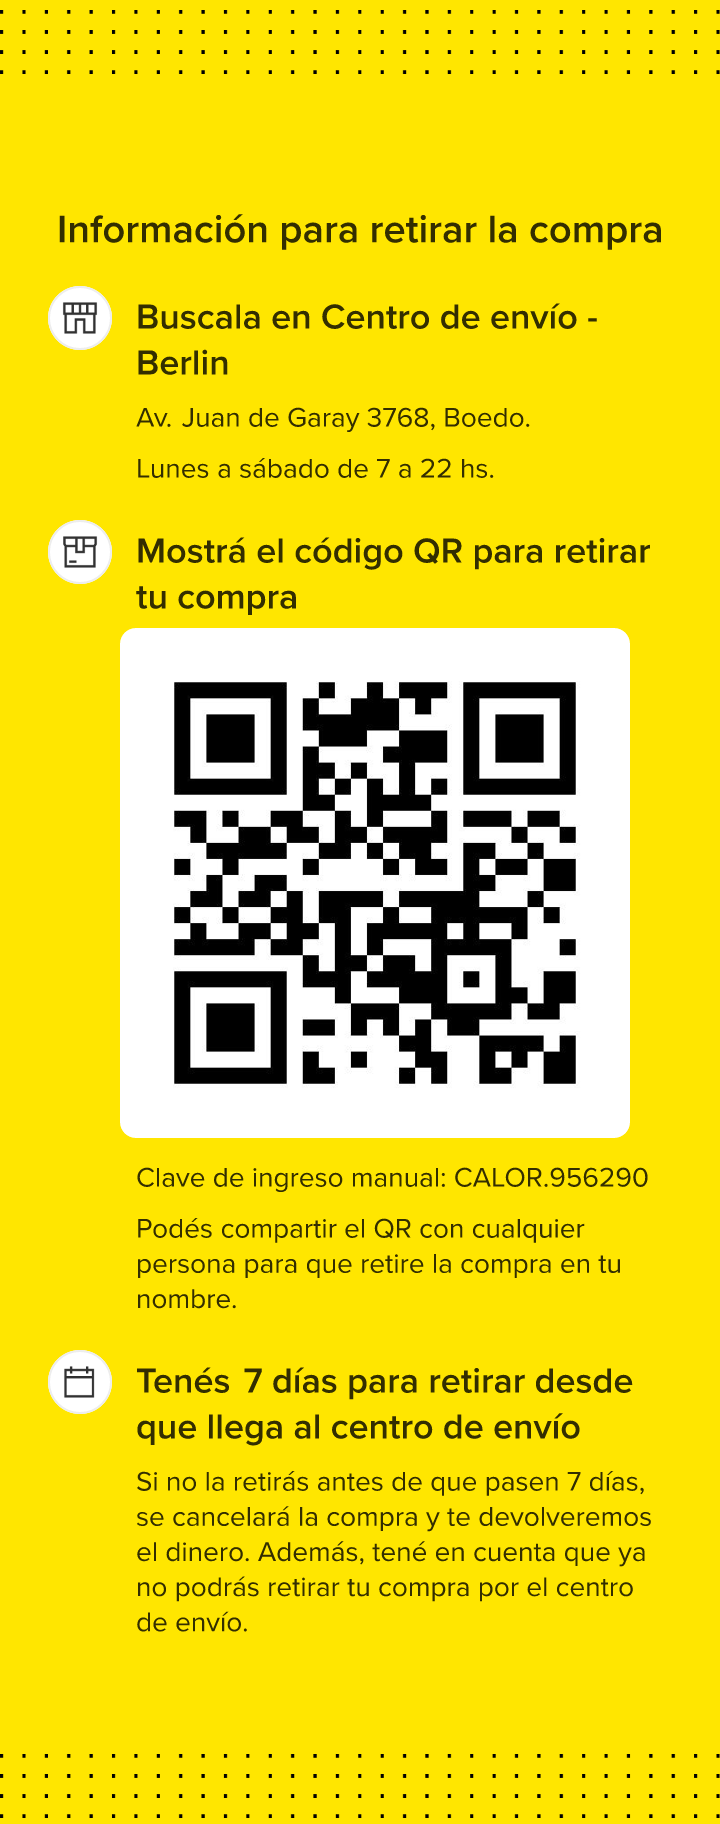 Información para retirar la compra
Buscala en Centro de envío -
Berlin
Av. Juan de Garay 3768, Boedo.
Lunes a sábado de 7 a 22 hs.
Mostrá el código QR para retirar
tu compra
Clave de ingreso manual: CALOR.956290
Podés compartir el QR con cualquier
persona para que retire la compra en tu
nombre.
Tenés 7 días para retirar desde
que llega al centro de envío
Si no la retirás antes de que pasen 7 días,
se cancelará la compra y te devolveremos
el dinero. Además, tené en cuenta que ya
no podrás retirar tu compra por el centro
de envío.